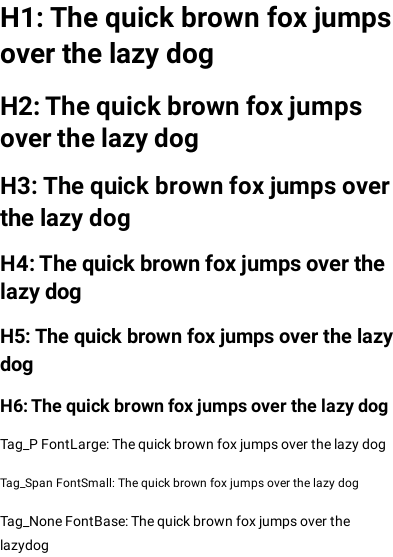 H1: The quick brown fox jumps
over the lazy dog
H2: The quick brown fox jumps
over the lazy dog
H3: The quick brown fox jumps over
the lazy dog
H4: The quick brown fox jumps over the
lazy dog
H5: The quick brown fox jumps over the lazy
dog
H6: The quick brown fox jumps over the lazy dog
Tag_P FontLarge: The quick brown fox jumps over the lazy dog
Tag_Span FontSmall: The quick brown fox jumps over the lazy dog
Tag_None FontBase: The quick brown fox jumps over the
lazydog